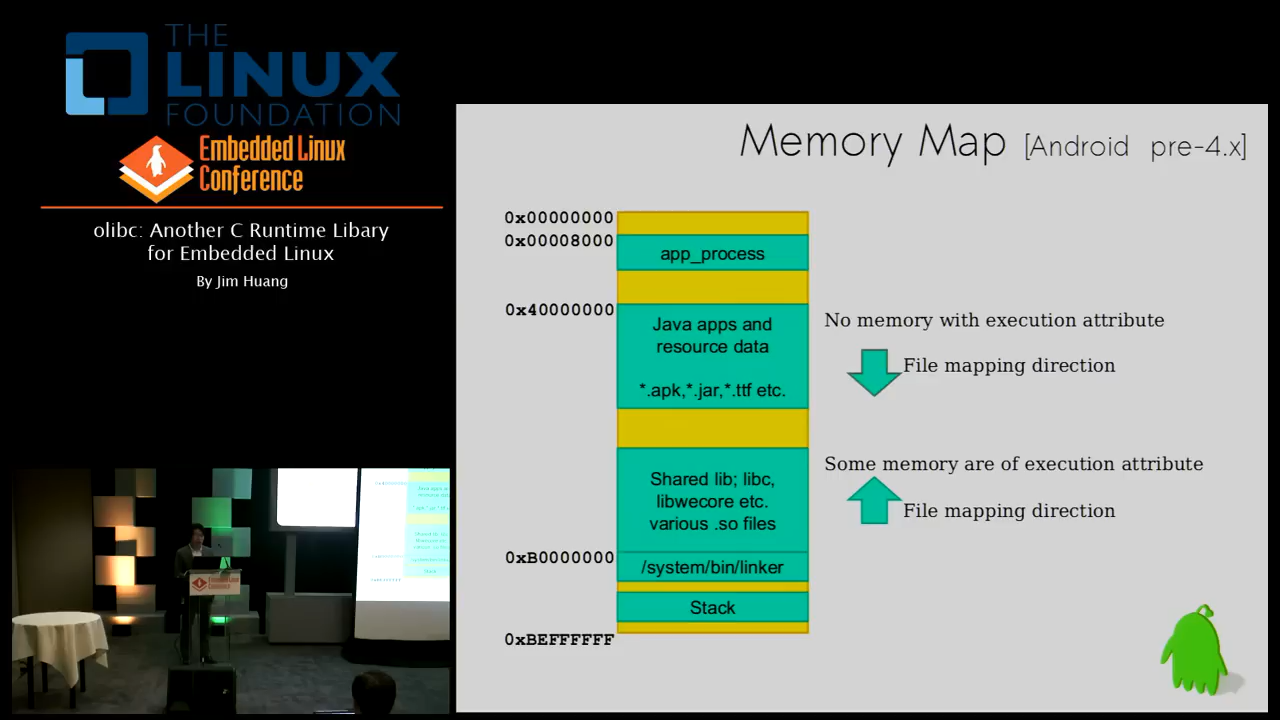 THE
LINUX
FOUNDATION
Embedded Linux
Conference
olibc: Another C Runtime Libary
for Embedded Linux
By Jim Huang
Memory Map [Android pre-4.x]
0x00000000
0x00008000
app_process
0x40000000
Java apps and
resource data
*.apk,*.jar,*.ttf etc.
No memory with execution attribute
File mapping direction
Shared lib; libc,
libwecore etc.
various .so files
Some memory are of execution attribute
File mapping direction
0xB0000000
/system/bin/linker
Stack
0xBEFFFFFF
Embedded Linux
Conference